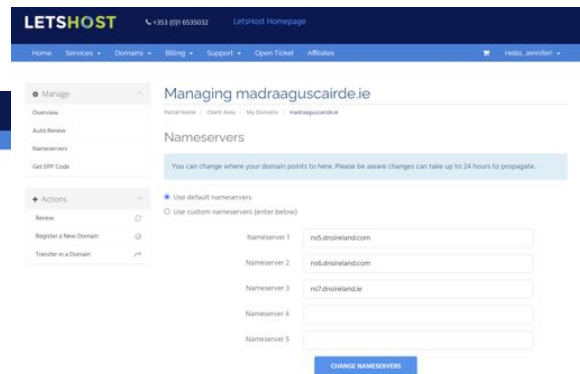 LETSHOST
+353 (0)1 6535032
LetsHost Homepage
Home Services Domains Billing Support Open Ticket Affiliates
Hello, Jennifer!
Manage
Overview
Auto Renew
Nameservers
Get EPP Code
Actions
Renew
Register a New Domain
Transfer in a Domain
Managing madraaguscairde.ie
Portal Home / Client Area / My Domains / madraaguscairde.ie
Nameservers
You can change where your domain points to here. Please be aware changes can take up to 24 hours to propagate.
Use default nameservers
Use custom nameservers (enter below)
Nameserver 1 ns5.dnsireland.com
Nameserver 2 ns6.dnsireland.com
Nameserver 3 ns7.dnsireland.ie
Nameserver 4
Nameserver 5
CHANGE NAMESERVERS